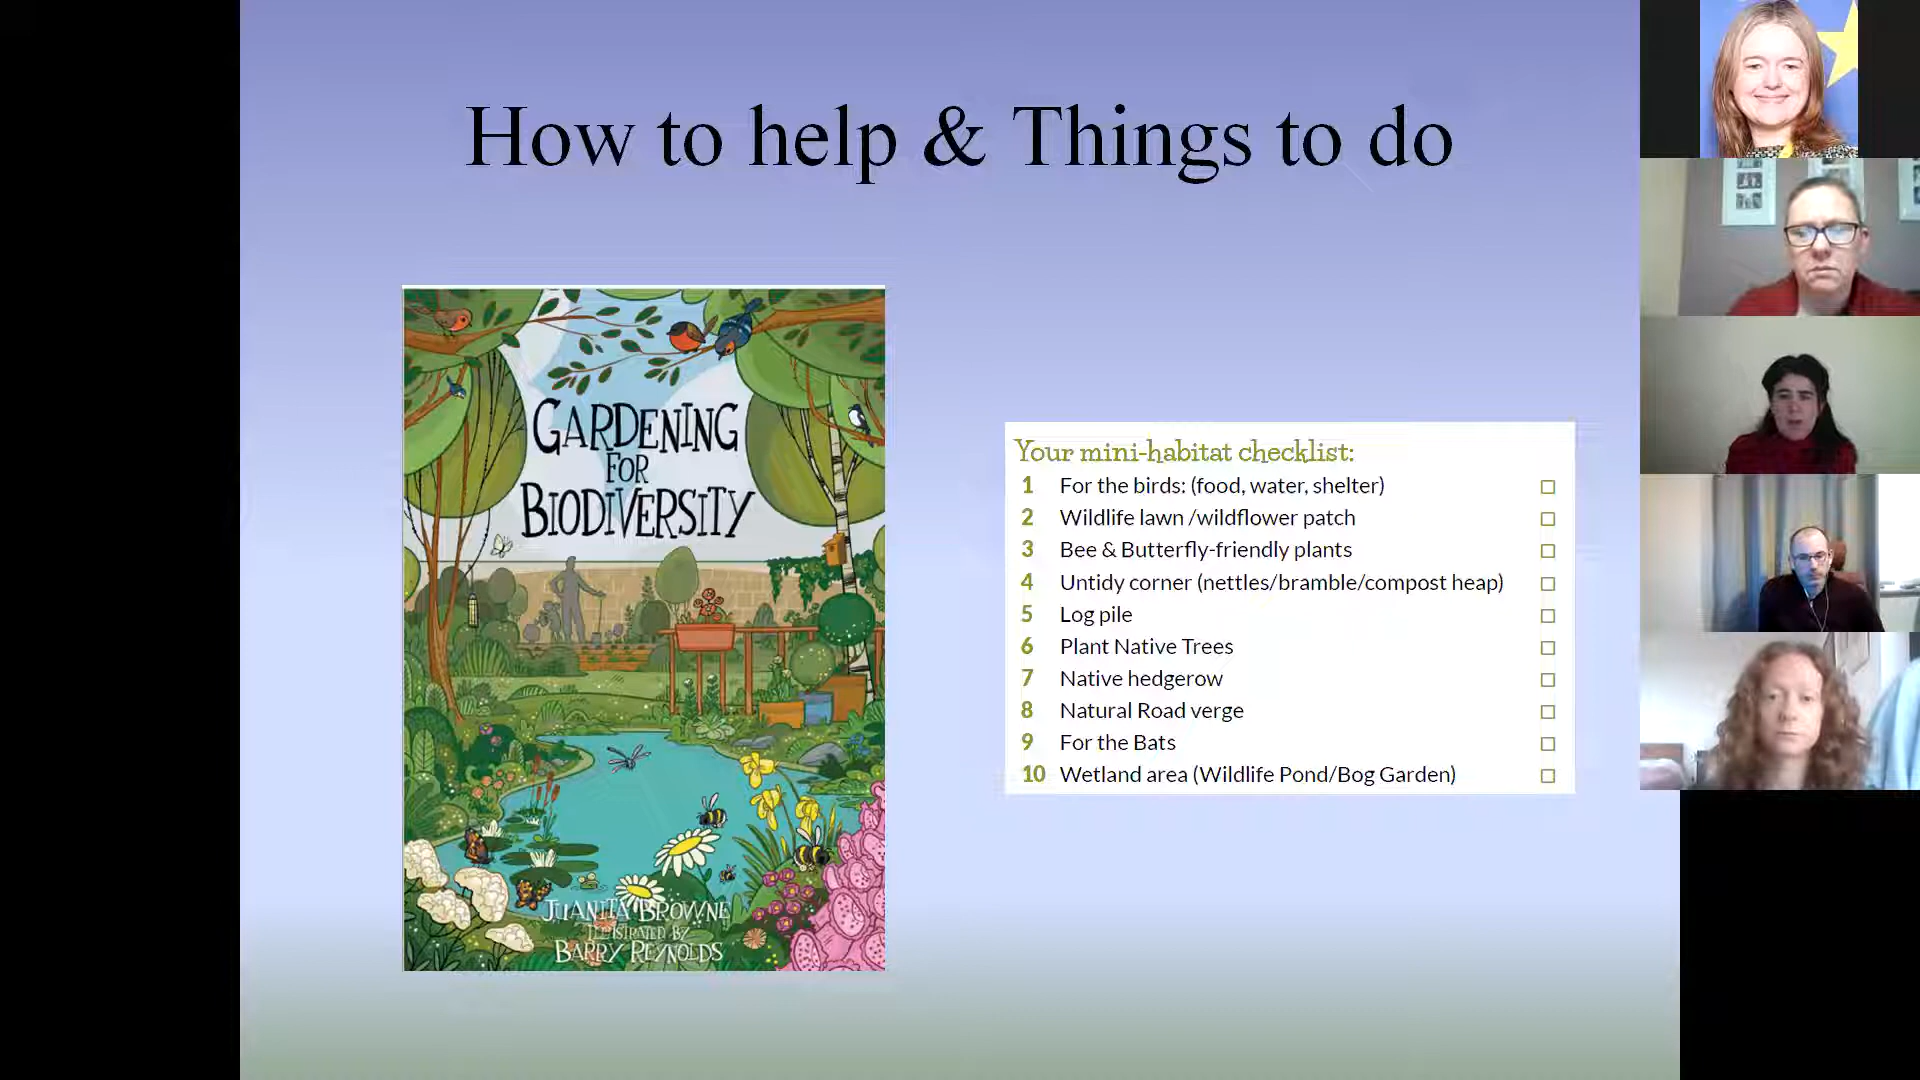 How to help & Things to do
GARDENING
FOR
BIODIVERSITY
JUANITA BROWNE
ILLUSTRATED BY
BARRY REYNOLDS
Your mini-habitat checklist:
1 For the birds: (food, water, shelter)
2 Wildlife lawn /wildflower patch
3 Bee & Butterfly-friendly plants
4 Untidy corner (nettles/bramble/compost heap)
5 Log pile
6 Plant Native Trees
7 Native hedgerow
8 Natural Road verge
9 For the Bats
10 Wetland area (Wildlife Pond/Bog Garden)